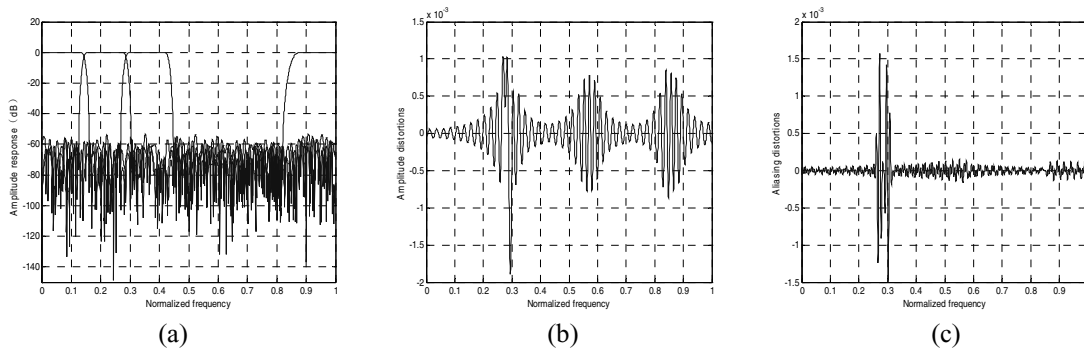 20
0
-20
-40
-60
-80
-100
-120
-140
0 0.1 0.2 0.3 0.4 0.5 0.6 0.7 0.8 0.9 1
Normalized frequency
Amplitude response (dB)
(a)
x 10^-3
1.5
1
0.5
0
-0.5
-1
-1.5
-2
0 0.1 0.2 0.3 0.4 0.5 0.6 0.7 0.8 0.9 1
Normalized frequency
Amplitude distortions
(b)
x 10^-3
2
1.5
1
0.5
0
-0.5
-1
-1.5
0 0.1 0.2 0.3 0.4 0.5 0.6 0.7 0.8 0.9 1
Normalized frequency
Aliasing distortions
(c)